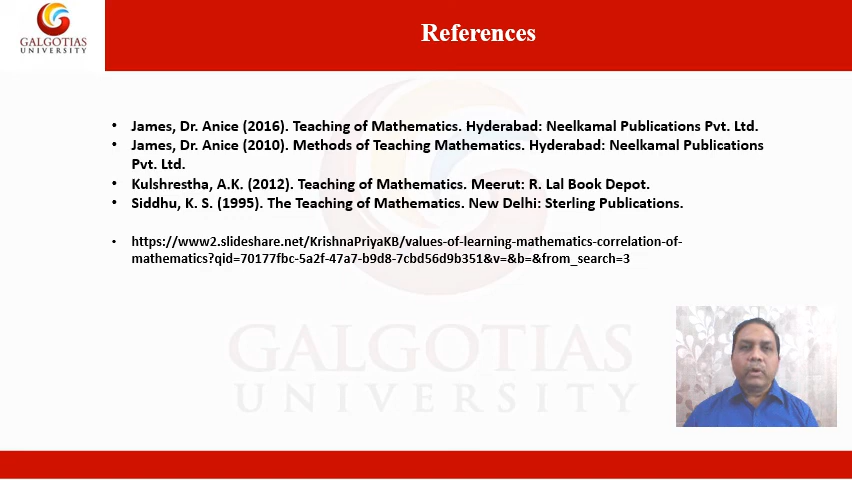 GALGOTIAS
UNIVERSITY
References
• James, Dr. Anice (2016). Teaching of Mathematics. Hyderabad: Neelkamal Publications Pvt. Ltd.
• James, Dr. Anice (2010). Methods of Teaching Mathematics. Hyderabad: Neelkamal Publications
Pvt. Ltd.
• Kulshrestha, A.K. (2012). Teaching of Mathematics. Meerut: R. Lal Book Depot.
• Siddhu, K. S. (1995). The Teaching of Mathematics. New Delhi: Sterling Publications.
• https://www2.slideshare.net/KrishnaPriyaKB/values-of-learning-mathematics-correlation-of-
mathematics?qid=70177fbc-5a2f-47a7-b9d8-7cbd56d9b351&v=&b=&from_search=3
GALGOTIAS
UNIVERSITY